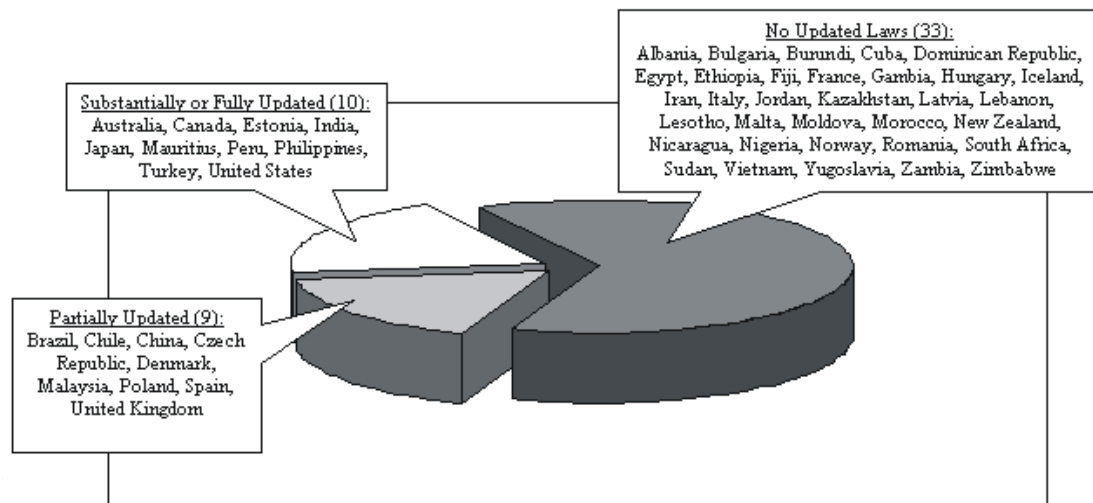 No Updated Laws (33):
Albania, Bulgaria, Burundi, Cuba, Dominican Republic,
Egypt, Ethiopia, Fiji, France, Gambia, Hungary, Iceland,
Iran, Italy, Jordan, Kazakhstan, Latvia, Lebanon,
Lesotho, Malta, Moldova, Morocco, New Zealand,
Nicaragua, Nigeria, Norway, Romania, South Africa,
Sudan, Vietnam, Yugoslavia, Zambia, Zimbabwe
Substantially or Fully Updated (10):
Australia, Canada, Estonia, India,
Japan, Mauritius, Peru, Philippines,
Turkey, United States
Partially Updated (9):
Brazil, Chile, China, Czech
Republic, Denmark,
Malaysia, Poland, Spain,
United Kingdom